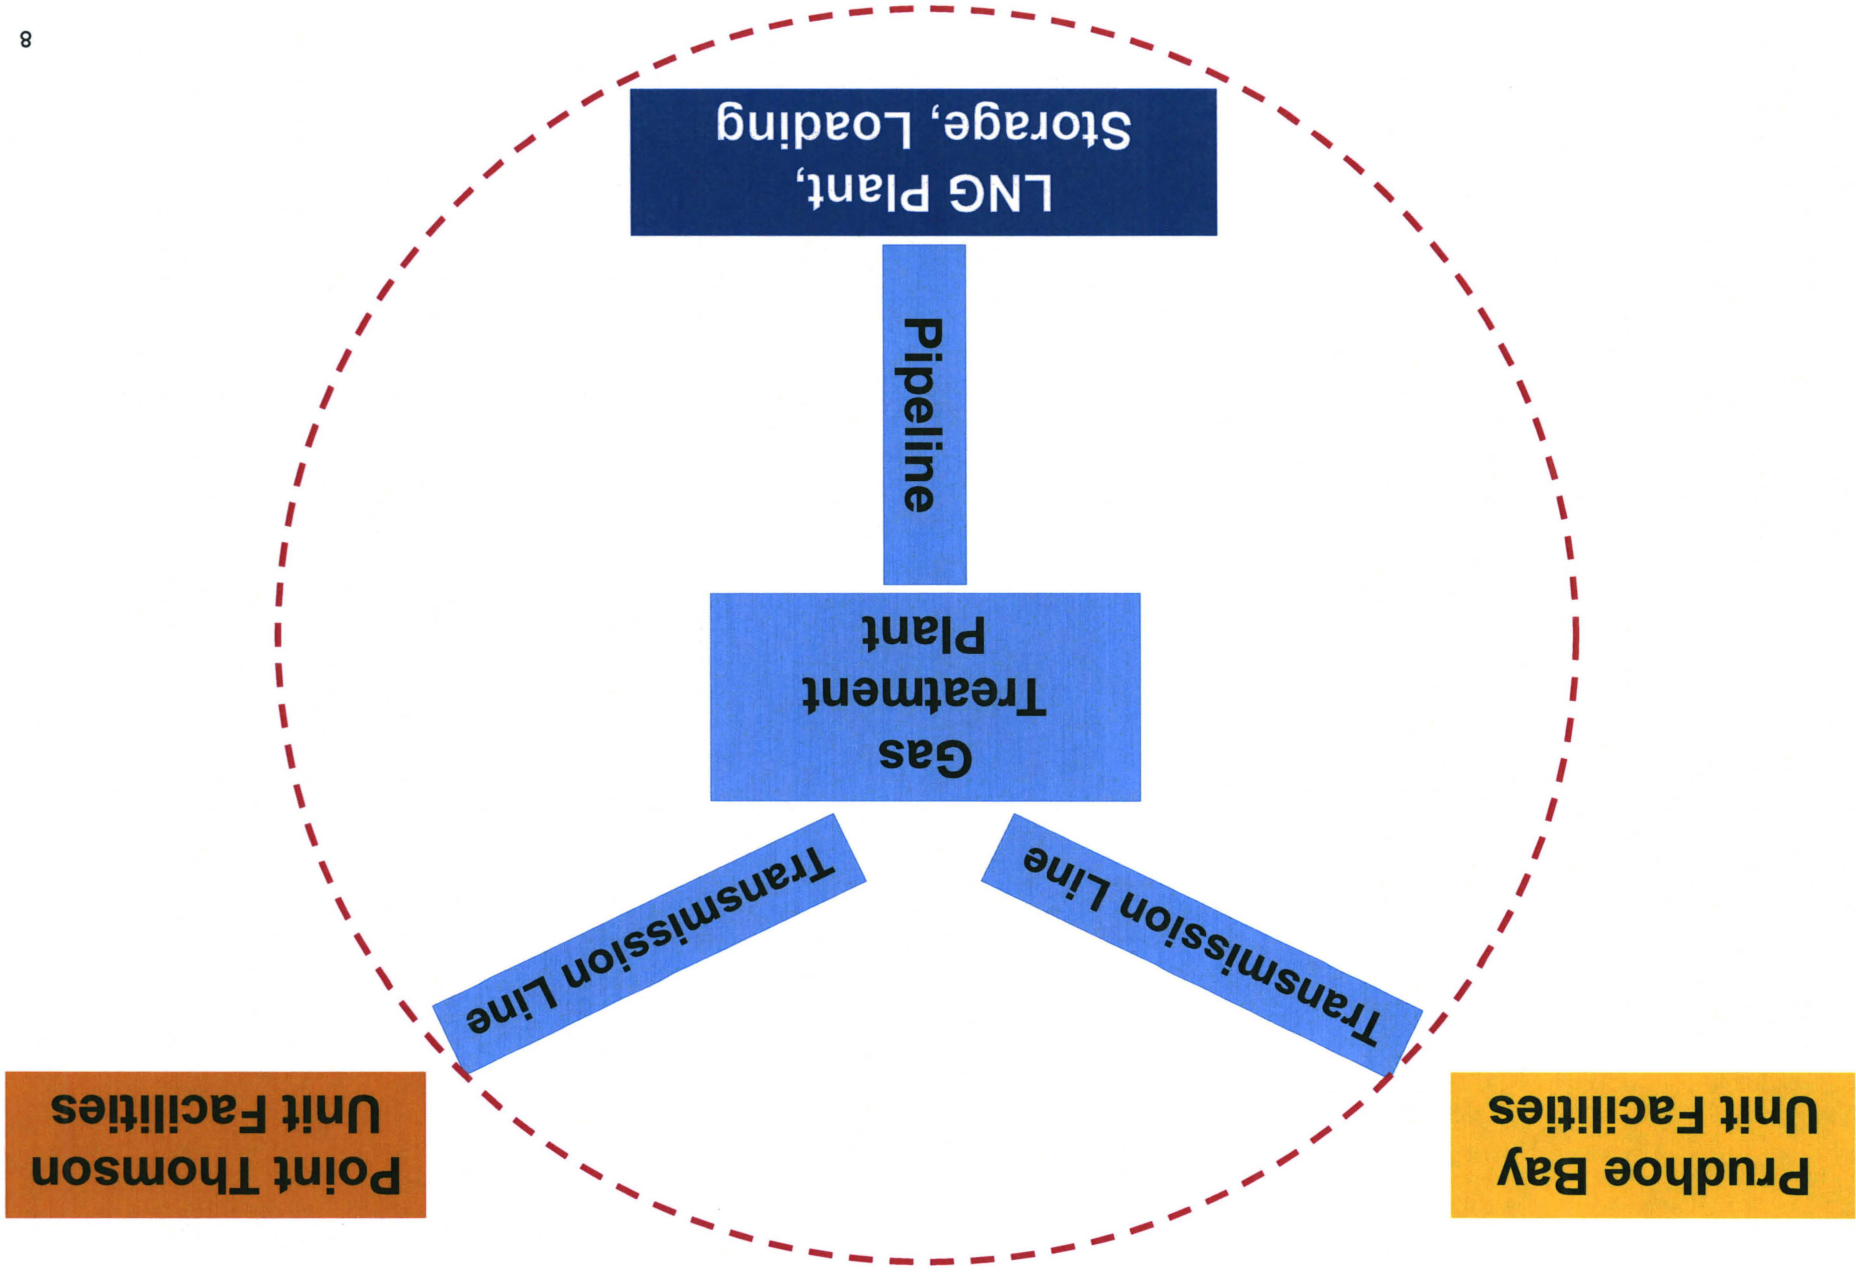 Prudhoe Bay
Unit Facilities
Point Thomson
Unit Facilities
Transmission Line
Transmission Line
Gas
Treatment
Plant
Pipeline
LNG Plant,
Storage, Loading
8